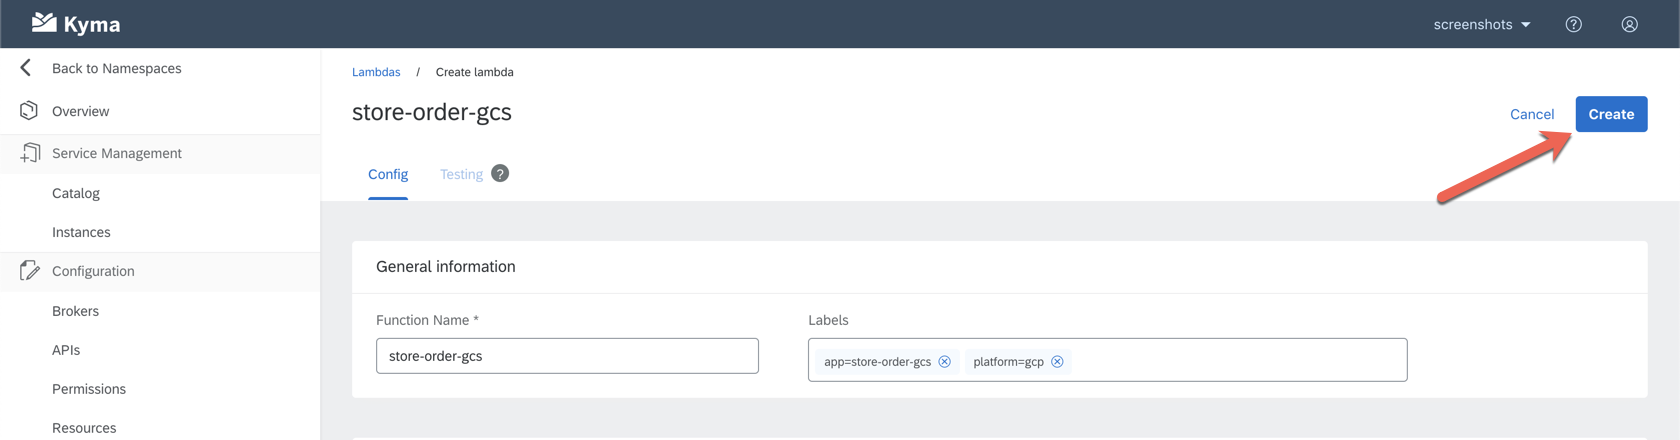 Kyma
screenshots
Back to Namespaces
Overview
Service Management
Catalog
Instances
Configuration
Brokers
APIs
Permissions
Resources
Lambdas / Create lambda
store-order-gcs
Cancel Create
Config Testing ?
General information
Function Name * Labels
store-order-gcs app=store-order-gcs platform=gcp